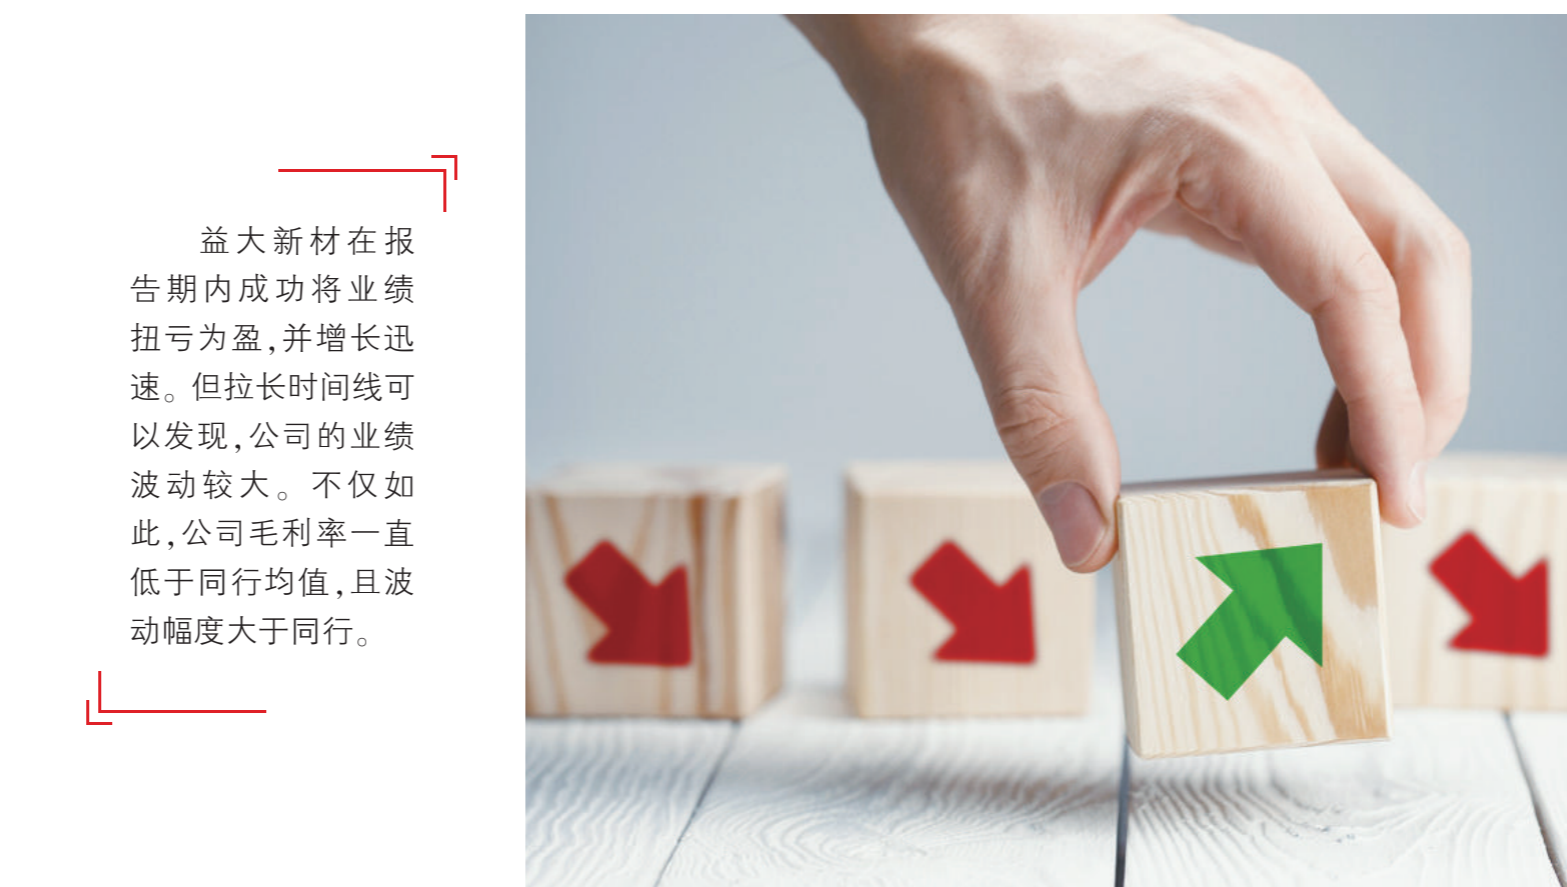 益大新材在报
告期内成功将业绩
扭亏为盈,并增长迅
速。但拉长时间线可
以发现,公司的业绩
波动较大。不仅如
此,公司毛利率一直
低于同行均值,且波
动幅度大于同行。